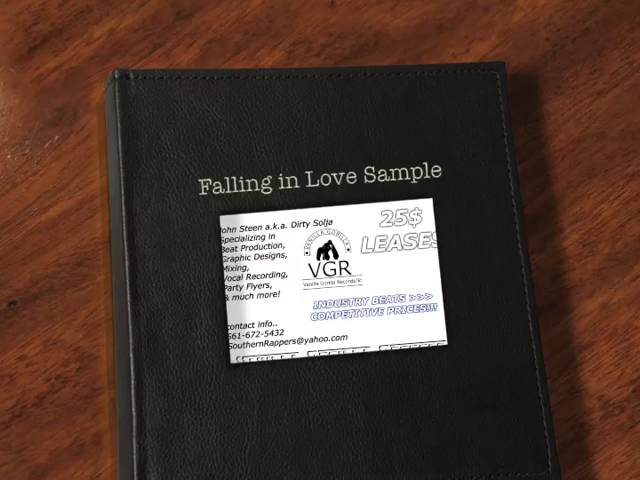 Falling in Love Sample
John Steen a.k.a. Dirty Solja
Specializing in
Beat Production,
Graphic Designs,
Mixing,
Vocal Recording,
Party Flyers,
& much more!
contact info..
561-672-5432
SouthernRappers@yahoo.com
25$
LEASES
VANILLA GORILLA
VGR
Vanilla Gorilla Records llc
INDUSTRY BEATS >>>
COMPETITIVE PRICES!!!